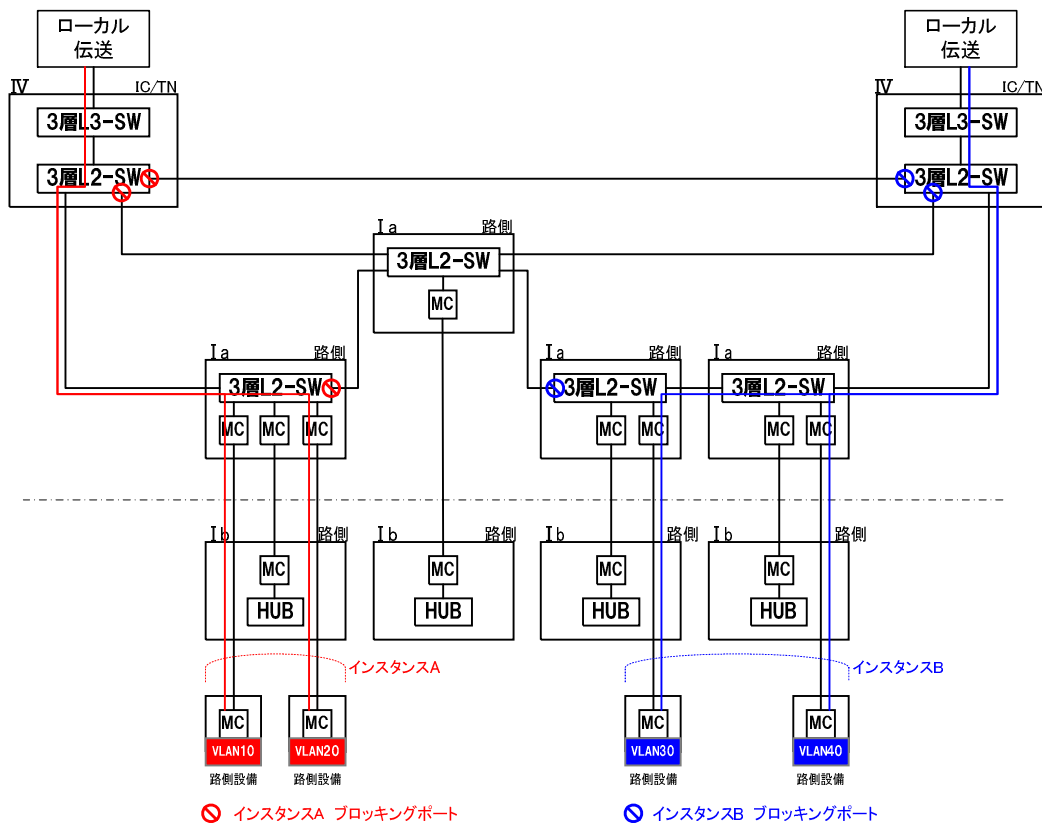 ローカル
伝送
ローカル
伝送
Ⅳ
IC/TN
Ⅳ
IC/TN
3層L3-SW
3層L3-SW
3層L2-SW
3層L2-SW
Ⅰa
路側
3層L2-SW
MC
Ⅰa
路側
Ⅰa
路側
Ⅰa
路側
3層L2-SW
3層L2-SW
3層L2-SW
MC
MC
MC
MC
MC
MC
MC
Ⅰb
路側
Ⅰb
路側
Ⅰb
路側
Ⅰb
路側
MC
MC
MC
MC
HUB
HUB
HUB
HUB
インスタンスA
インスタンスB
MC
MC
MC
MC
VLAN10
VLAN20
VLAN30
VLAN40
路側設備
路側設備
路側設備
路側設備
インスタンスA ブロッキングポート
インスタンスB ブロッキングポート